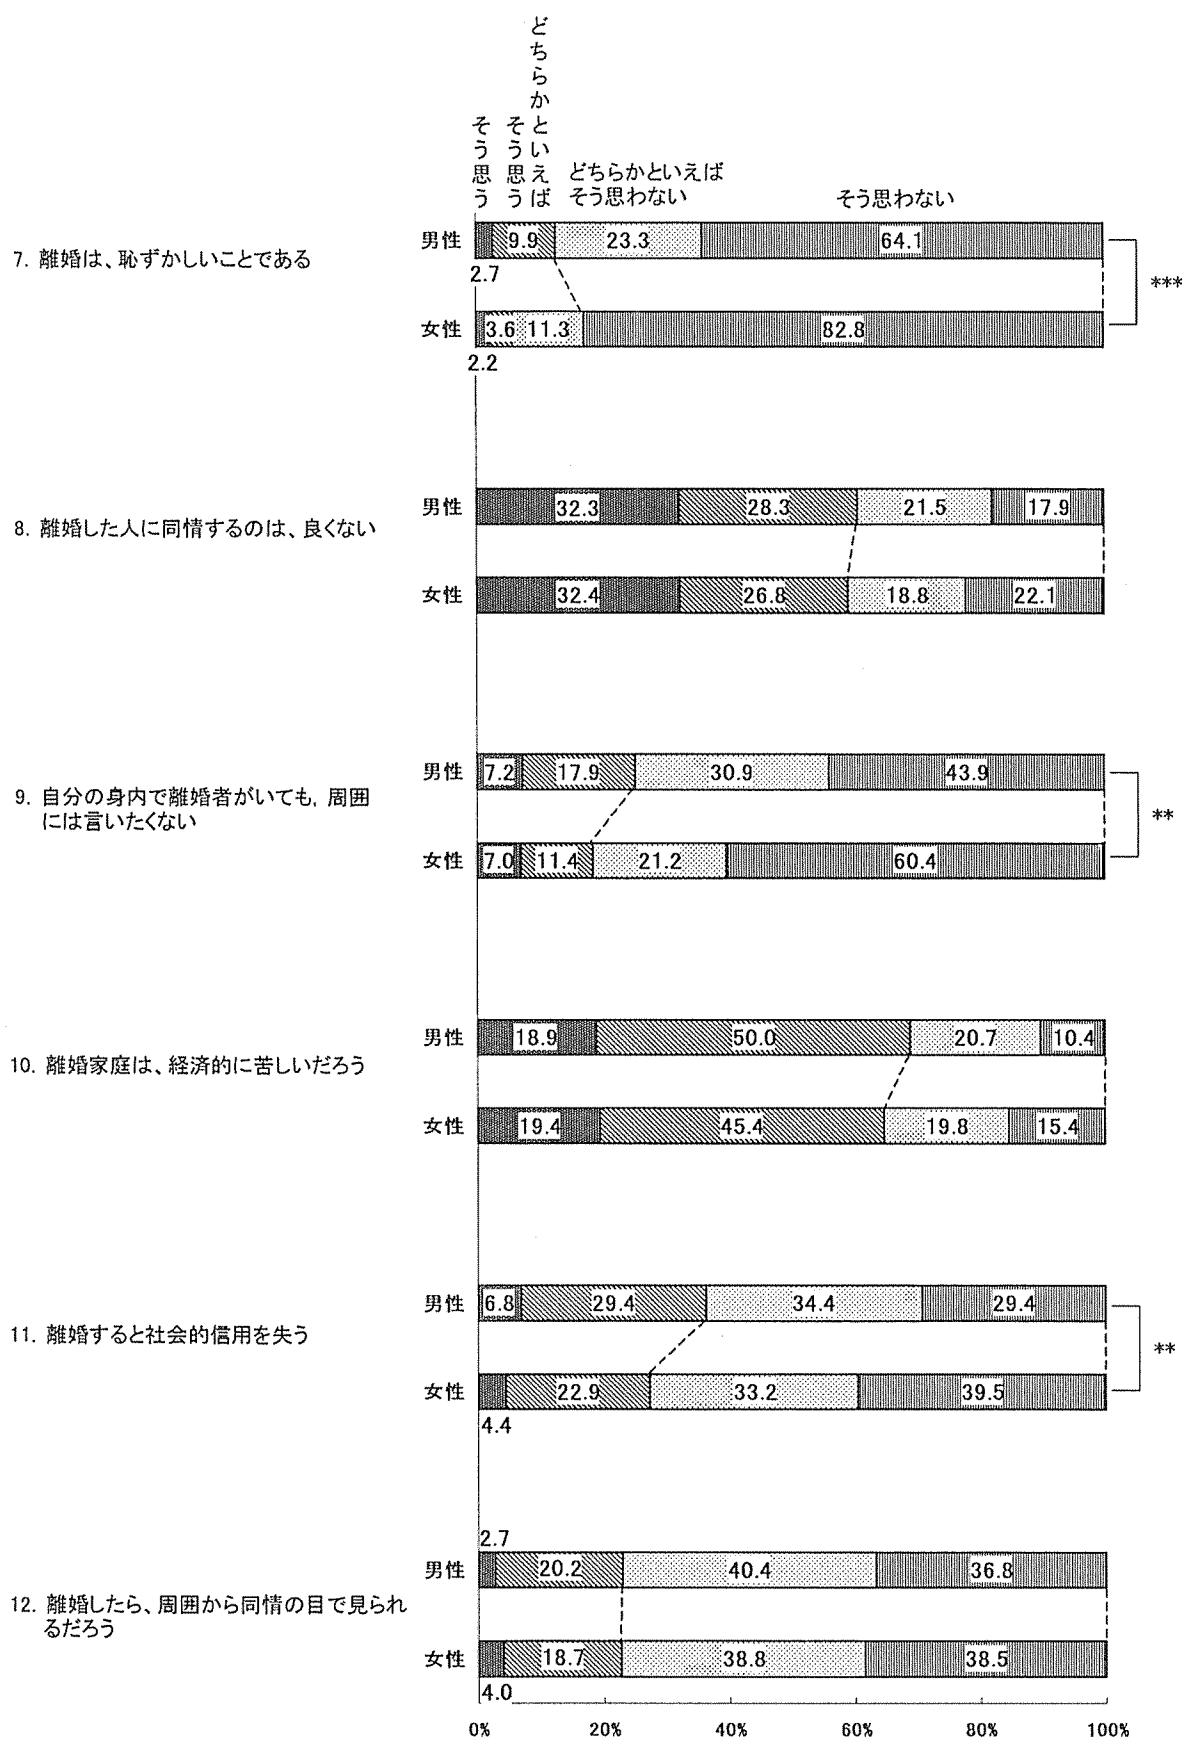 そう思う
どちらかといえば
そう思う
どちらかといえば
そう思わない
そう思わない
7. 離婚は、恥ずかしいことである
男性
9.9
23.3
64.1
2.7
***
女性
3.6
11.3
82.8
2.2
8. 離婚した人に同情するのは、良くない
男性
32.3
28.3
21.5
17.9
女性
32.4
26.8
18.8
22.1
9. 自分の身内で離婚者がいても, 周囲
には言いたくない
男性
7.2
17.9
30.9
43.9
**
女性
7.0
11.4
21.2
60.4
10. 離婚家庭は、経済的に苦しいだろう
男性
18.9
50.0
20.7
10.4
女性
19.4
45.4
19.8
15.4
11. 離婚すると社会的信用を失う
男性
6.8
29.4
34.4
29.4
**
女性
22.9
33.2
39.5
4.4
12. 離婚したら、周囲から同情の目で見られ
るだろう
2.7
男性
20.2
40.4
36.8
女性
18.7
38.8
38.5
4.0
0%
20%
40%
60%
80%
100%